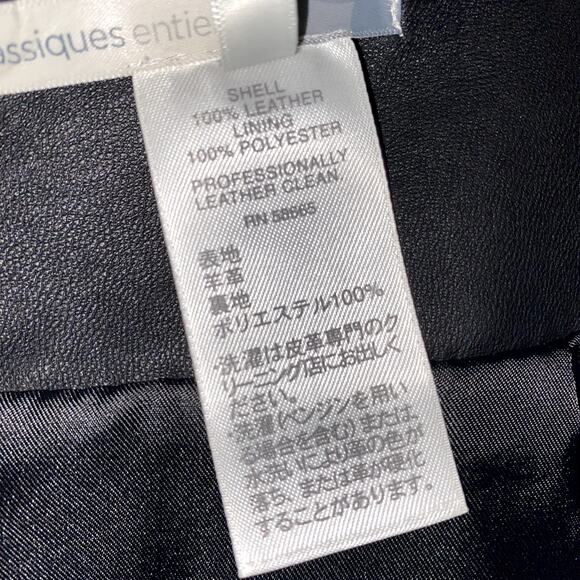 assiques entie
SHELL
100% LEATHER
LINING
100% POLYESTER
PROFESSIONALLY
LEATHER CLEAN.
RN 58665
表地
羊革
裏地
ポリエステル100%
・洗濯は皮革専門のク
リーニング店にお出しく
ださい。
・洗濯(ベンジンを用い
る場合を含む)または、
水洗いにより革の色が
落ち、または革が硬化
することがあります。